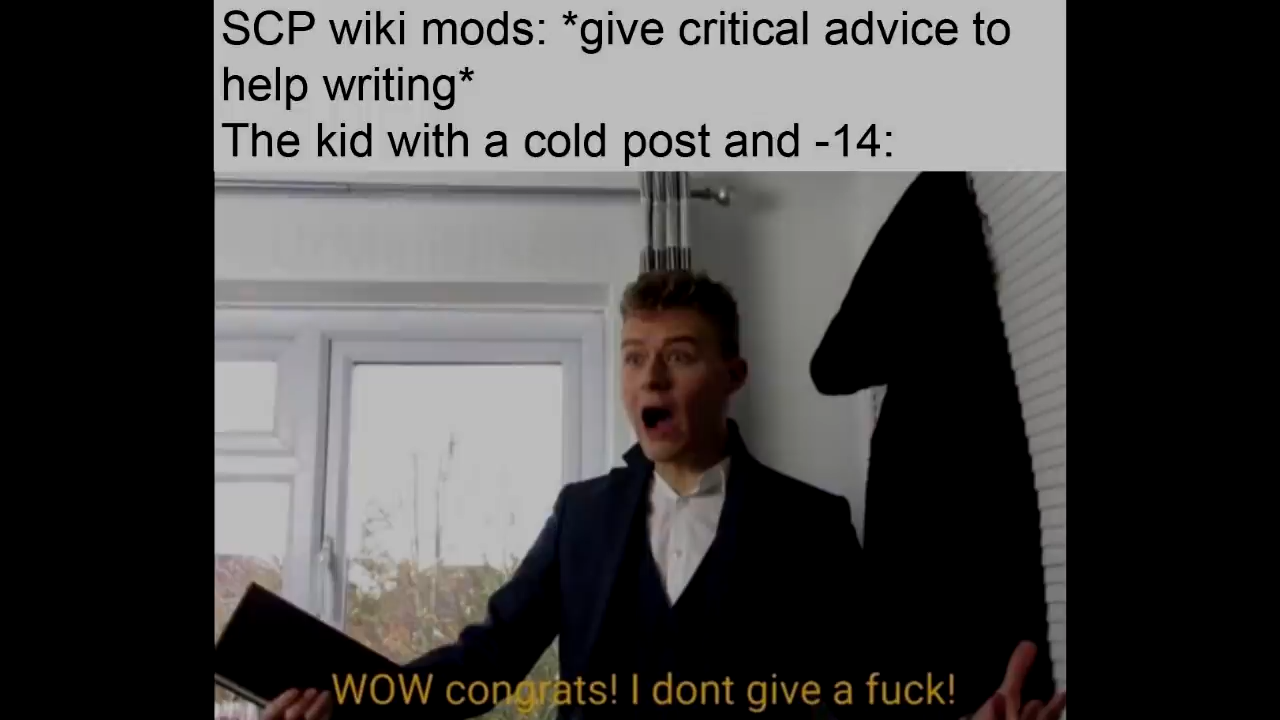 SCP wiki mods: *give critical advice to
help writing*
The kid with a cold post and -14:
WOW congrats! I dont give a fuck!